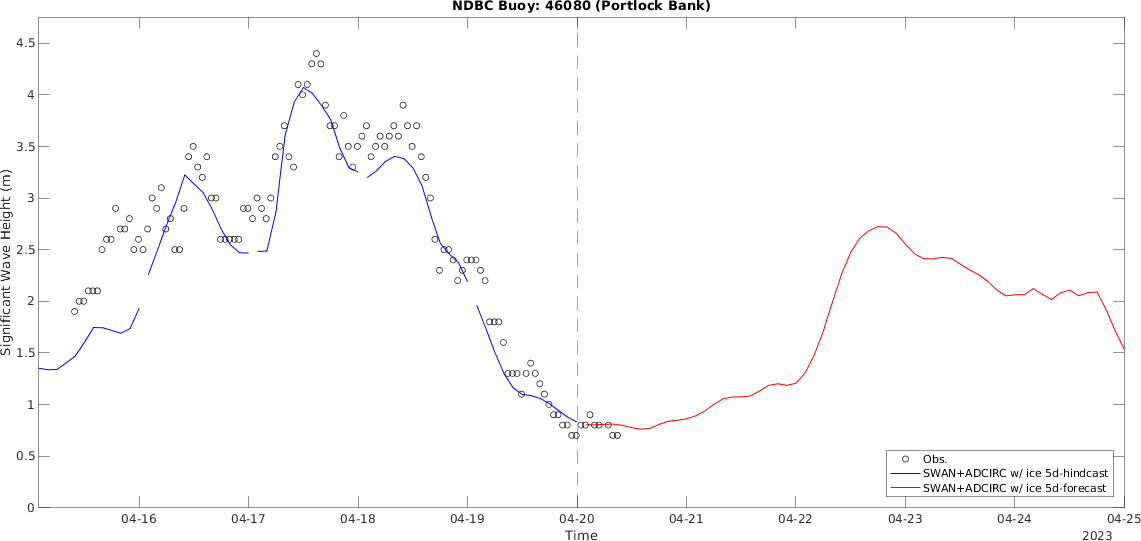 NDBC Buoy: 46080 (Portlock Bank)
Significant Wave Height (m)
4.5
4
3.5
3
2.5
2
1.5
1
0.5
0
Obs.
SWAN+ADCIRC w/ ice 5d-hindcast
SWAN+ADCIRC w/ ice 5d-forecast
04-16 04-17 04-18 04-19 04-20 04-21 04-22 04-23 04-24 04-25
Time
2023